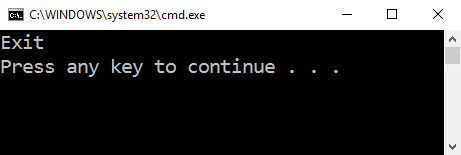 C:\WINDOWS\system32\cmd.exe
Exit
Press any key to continue . . .